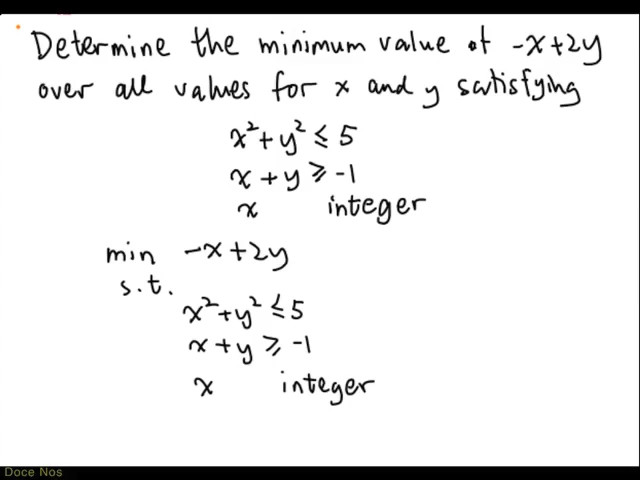 Determine the minimum value of -x+2y
over all values for x and y satisfying
x²+y² ≤ 5
x+y ≥ -1
x integer
min -x+2y
s.t.
x²+y² ≤ 5
x+y ≥ -1
x integer
Doce Nos